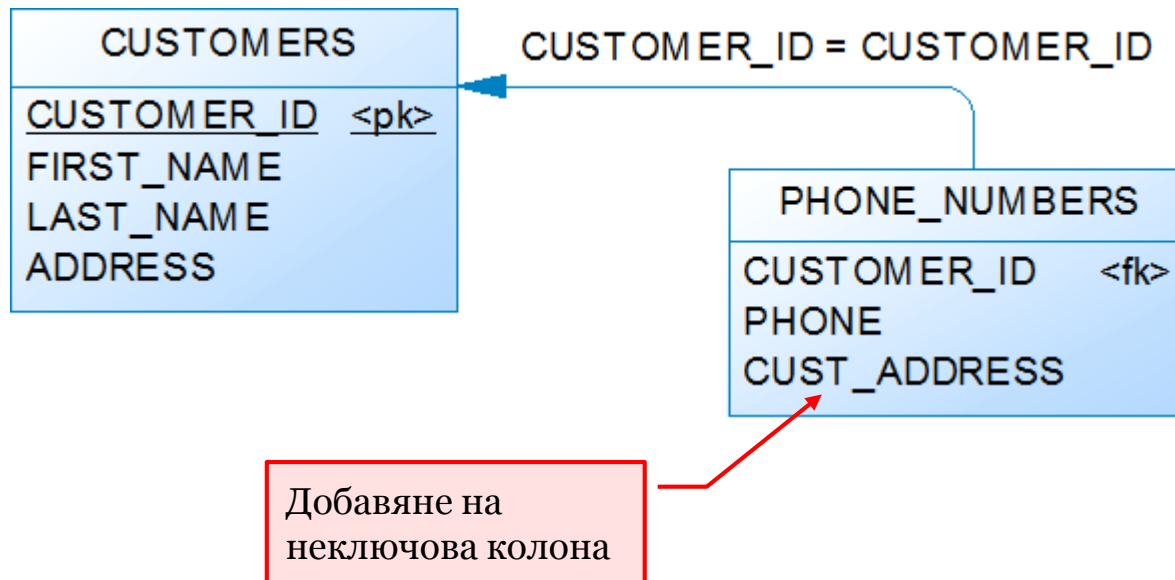 CUSTOMERS
CUSTOMER_ID = CUSTOMER_ID
CUSTOMER_ID <pk>
FIRST_NAME
LAST_NAME
ADDRESS
PHONE_NUMBERS
CUSTOMER_ID <fk>
PHONE
CUST_ADDRESS
Добавяне на
неключова колона